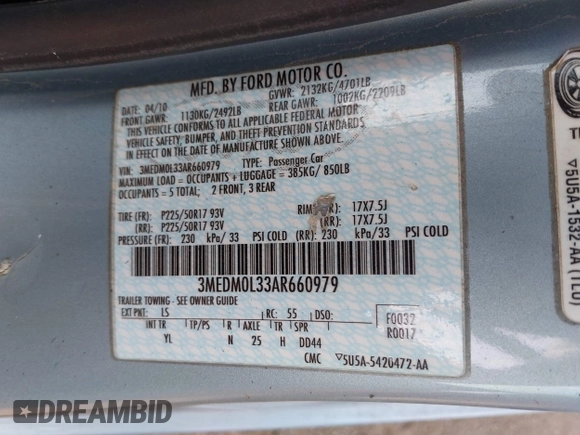 MFD. BY FORD MOTOR CO.
DATE: 04/10 GVWR: 2132KG/4701LB
FRONT GAWR: 1130KG/2492LB REAR GAWR: 1002KG/2209LB
THIS VEHICLE CONFORMS TO ALL APPLICABLE FEDERAL MOTOR
VEHICLE SAFETY, BUMPER, AND THEFT PREVENTION STANDARDS
IN EFFECT ON THE DATE OF MANUFACTURE SHOWN ABOVE.
VIN: 3MEDM0L33AR660979 TYPE: Passenger Car
MAXIMUM LOAD = OCCUPANTS + LUGGAGE = 385KG/ 850LB
OCCUPANTS = 5 TOTAL; 2 FRONT, 3 REAR
TIRE (FR): P225/50R17 93V RIM 17X7.5J
(RR): P225/50R17 93V 17X7.5J
PRESSURE (FR): 230 kPa/33 PSI COLD (RR): 230 kPa/33 PSI COLD
3MEDM0L33AR660979
TRAILER TOWING - SEE OWNER GUIDE
EXT PNT: LS RC: 55 DSO: F0032
INT TR TP/PS R AXLE TR SPR R0017
YL N 25 H DD44
CMC ▽5U5A-5420472-AA
▽5U5A-1532 AA (TLO)
DREAMBID